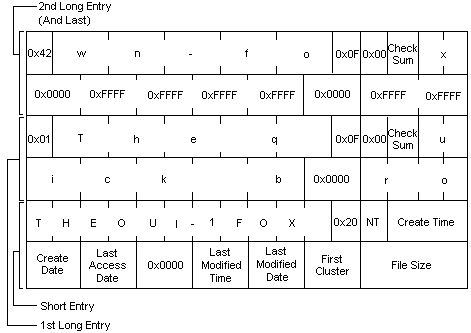 2nd Long Entry
(And Last)
0x42 w n - f o 0x0F 0x00 Check Sum x
0x0000 0xFFFF 0xFFFF 0xFFFF 0xFFFF 0x0000 0xFFFF 0xFFFF
0x01 T h e q 0x0F 0x00 Check Sum u
i c k b 0x0000 r o
T H E Q U I - 1 F O X 0x20 NT Create Time
Create Date Last Access Date 0x0000 Last Modified Time Last Modified Date First Cluster File Size
Short Entry
1st Long Entry